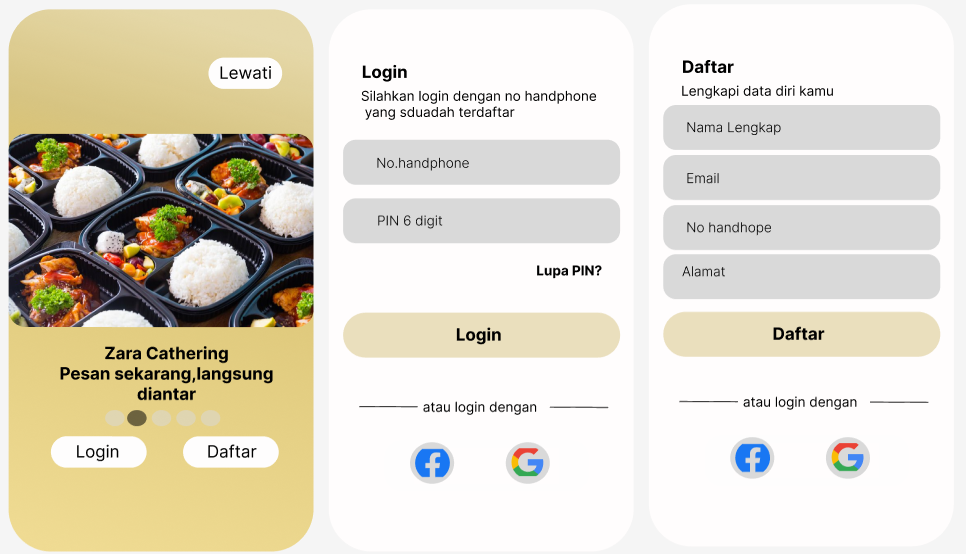 Lewati
Zara Cathering
Pesan sekarang,langsung
diantar
Login
Daftar
Login
Silahkan login dengan no handphone
yang sduadah terdaftar
No.handphone
PIN 6 digit
Lupa PIN?
Login
atau login dengan
Daftar
Lengkapi data diri kamu
Nama Lengkap
Email
No handhope
Alamat
Daftar
atau login dengan